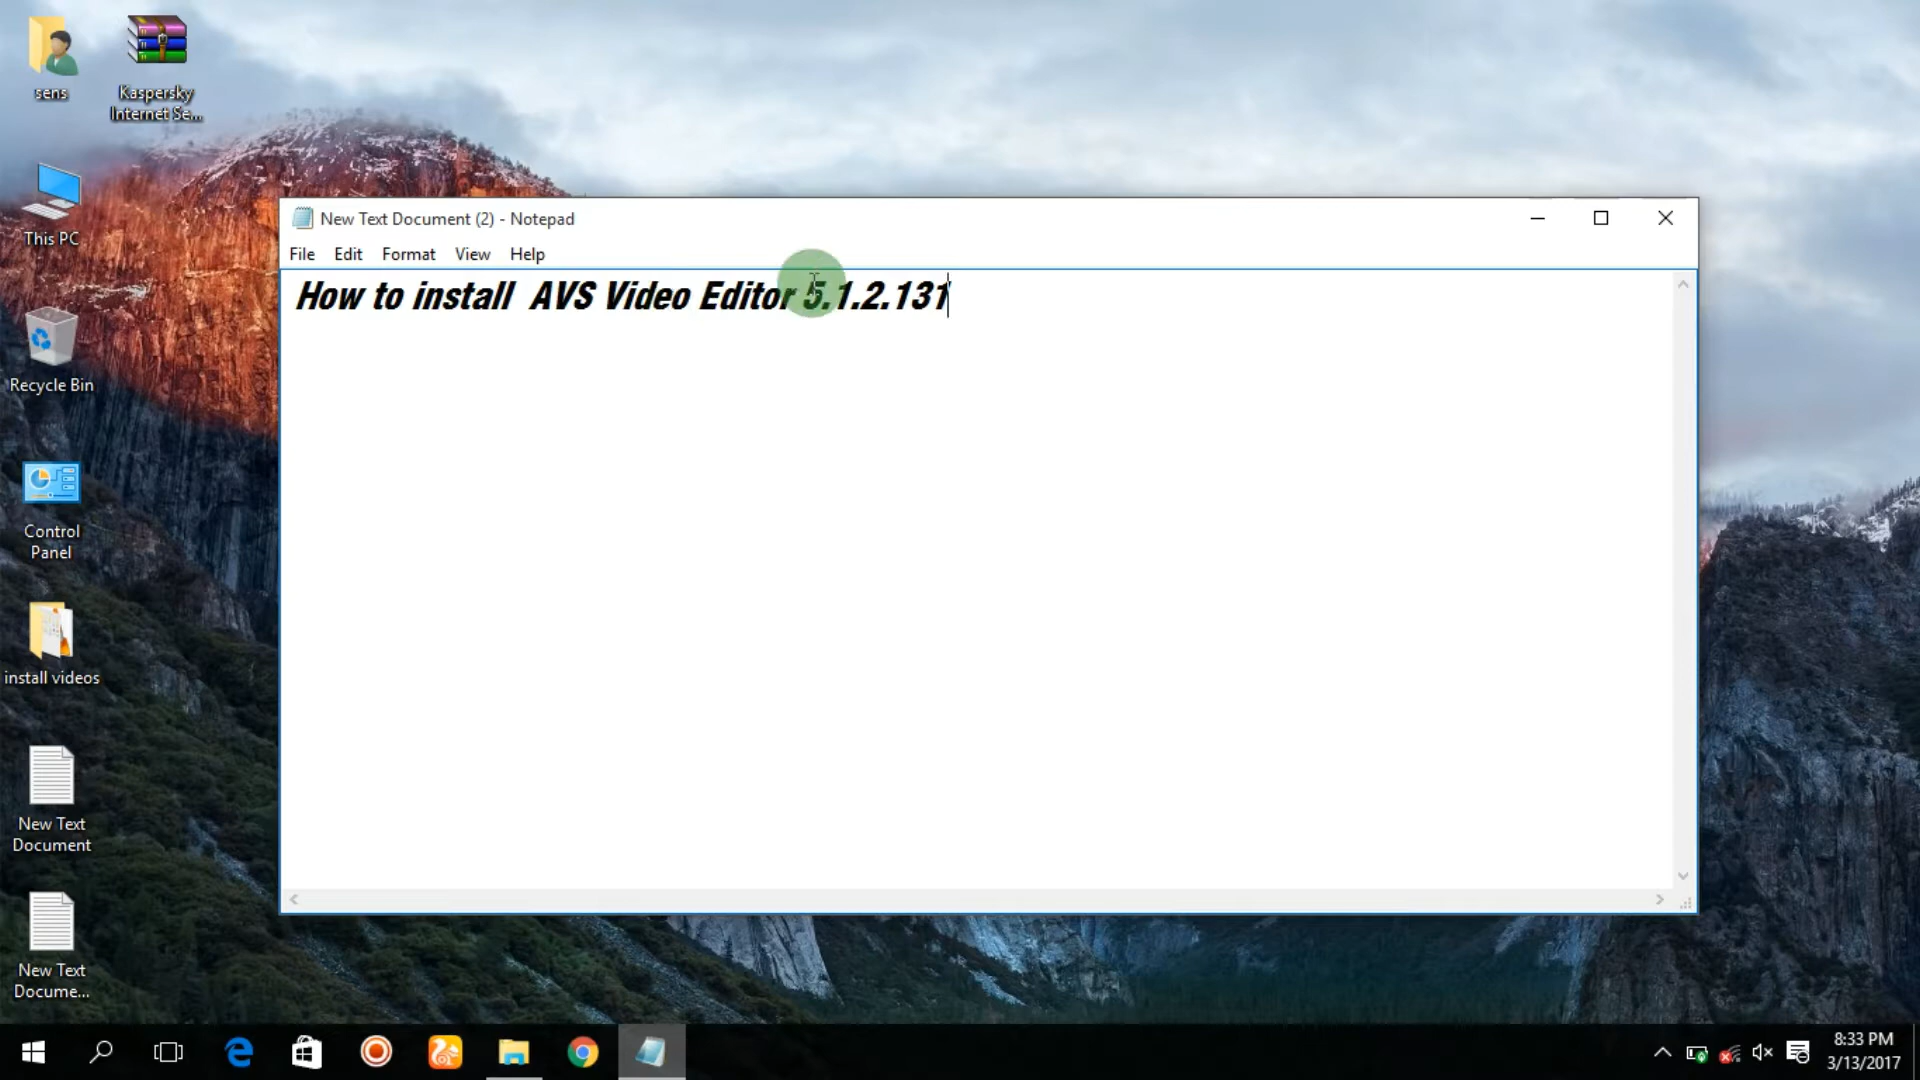 sens
Kaspersky
Internet Se...
This PC
Recycle Bin
Control
Panel
install videos
New Text
Document
New Text
Docume...
New Text Document (2) - Notepad
File Edit Format View Help
How to install  AVS Video Editor 5.1.2.131
8:33 PM
3/13/2017